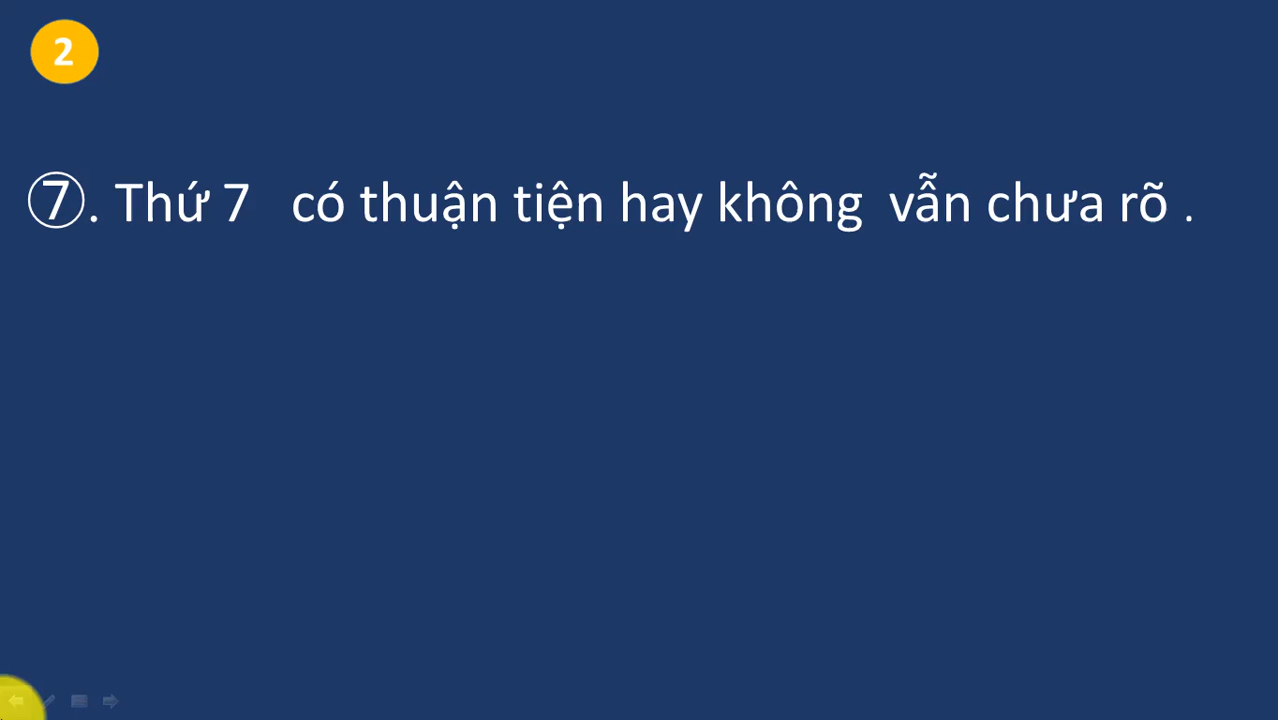 2
⑦. Thứ 7 có thuận tiện hay không vẫn chưa rõ .